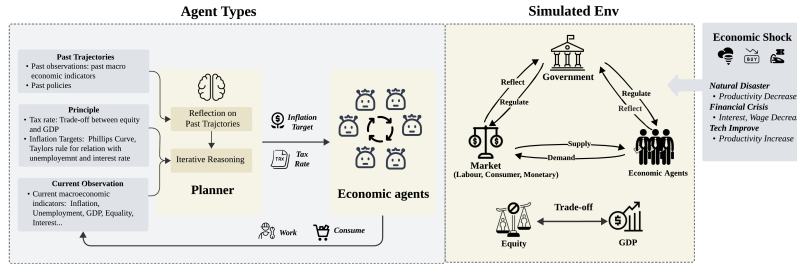 Agent Types
Simulated Env
Past Trajectories
• Past observations: past macro
economic indicators
• Past policies
Principle
• Tax rate: Trade-off between equity
and GDP
• Inflation Targets: Phillips Curve,
Taylors rule for relation with
unemployemnt and interest rate
Current Observation
• Current macroeconomic
indicators: Inflation,
Unemployment, GDP, Equality,
Interest...
Reflection on
Past Trajctories
Iterative Reasoning
Planner
Inflation
Target
TAX
Tax
Rate
Economic agents
Work
Consume
Government
Reflect
Regulate
Regulate
Reflect
Market
(Labour, Consumer, Monetary)
Supply
Demand
Economic Agents
Trade-off
Equity
GDP
Economic Shock
BUY
Natural Disaster
• Productivity Decrease
Financial Crisis
• Interest, Wage Decrea
Tech Improve
• Productivity Increase